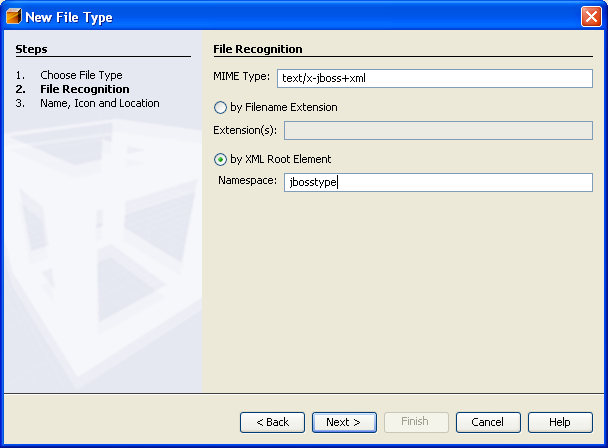 New File Type
Steps
1. Choose File Type
2. File Recognition
3. Name, Icon and Location
File Recognition
MIME Type: text/x-jboss+xml
by Filename Extension
Extension(s):
by XML Root Element
Namespace: jbosstype
< Back Next > Finish Cancel Help